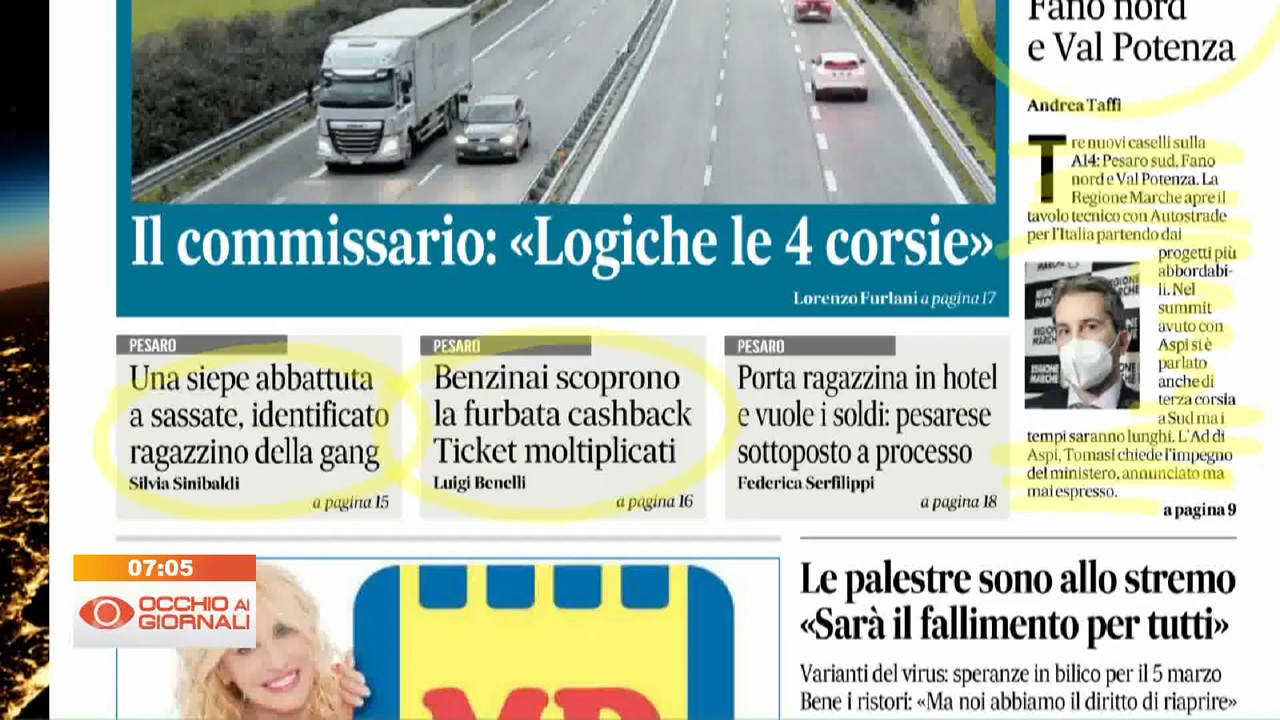 Fano nord
e Val Potenza
Andrea Taffi
Tre nuovi caselli sulla
A14: Pesaro sud, Fano
nord e Val Potenza. La
Regione Marche apre il
tavolo tecnico con Autostrade
per l'Italia partendo dai
progetti più
abbordabi-
li. Nel
summit
avuto con
Aspi si è
parlato
anche di
terza corsia
a Sud ma i
tempi saranno lunghi. L'Ad di
Aspi, Tomasi chiede l'impegno
del ministero, annunciato ma
mai espresso.
a pagina 9
Il commissario: «Logiche le 4 corsie»
Lorenzo Furlani a pagina 17
PESARO
Una siepe abbattuta
a sassate, identificato
ragazzino della gang
Silvia Sinibaldi
a pagina 15
PESARO
Benzinai scoprono
la furbata cashback
Ticket moltiplicati
Luigi Benelli
a pagina 16
PESARO
Porta ragazzina in hotel
e vuole i soldi: pesarese
sottoposto a processo
Federica Serfilippi
a pagina 18
07:05
OCCHIO AI
GIORNALI
MD
Le palestre sono allo stremo
«Sarà il fallimento per tutti»
Varianti del virus: speranze in bilico per il 5 marzo
Bene i ristori: «Ma noi abbiamo il diritto di riaprire»